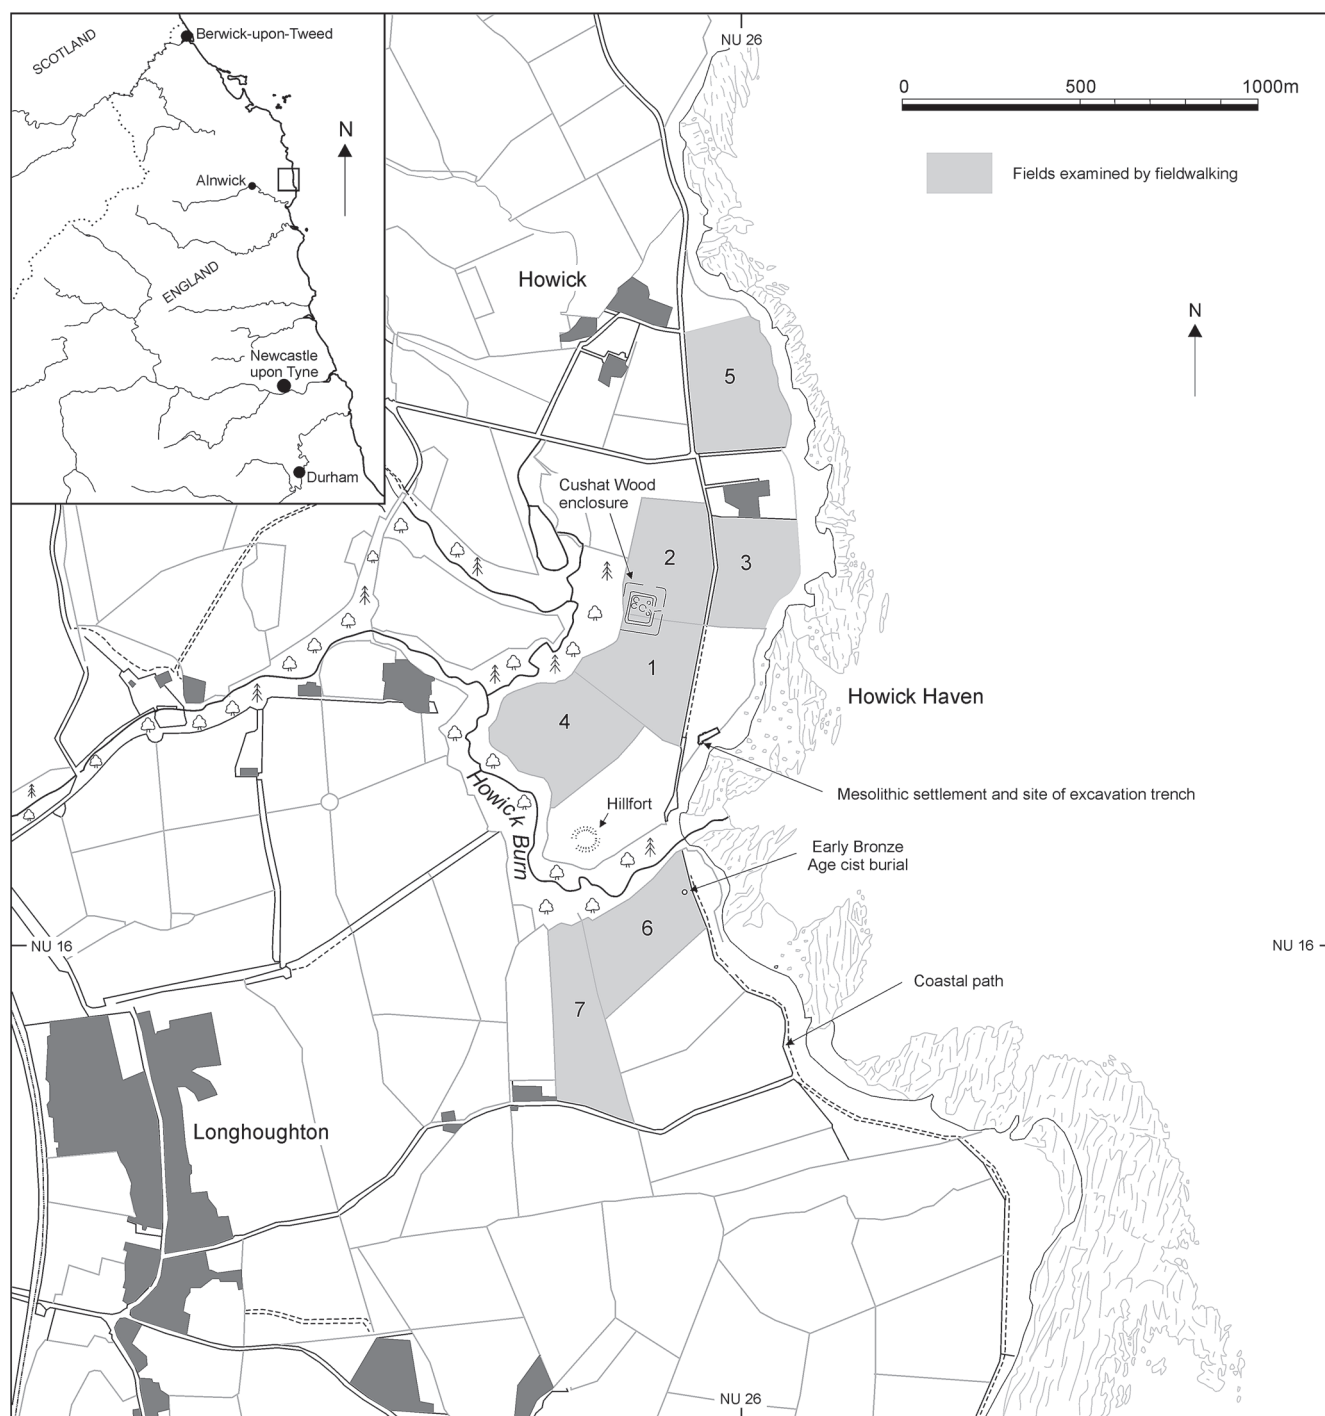 SCOTLAND
Berwick-upon-Tweed
N
Alnwick
ENGLAND
Newcastle
upon Tyne
Durham
NU 26
0 500 1000m
Fields examined by fieldwalking
N
Howick
5
Cushat Wood
enclosure
2
3
1
4
Howick Haven
Howick Burn
Hillfort
Mesolithic settlement and site of excavation trench
Early Bronze
Age cist burial
6
NU 16
NU 16
7
Coastal path
Longhoughton
NU 26